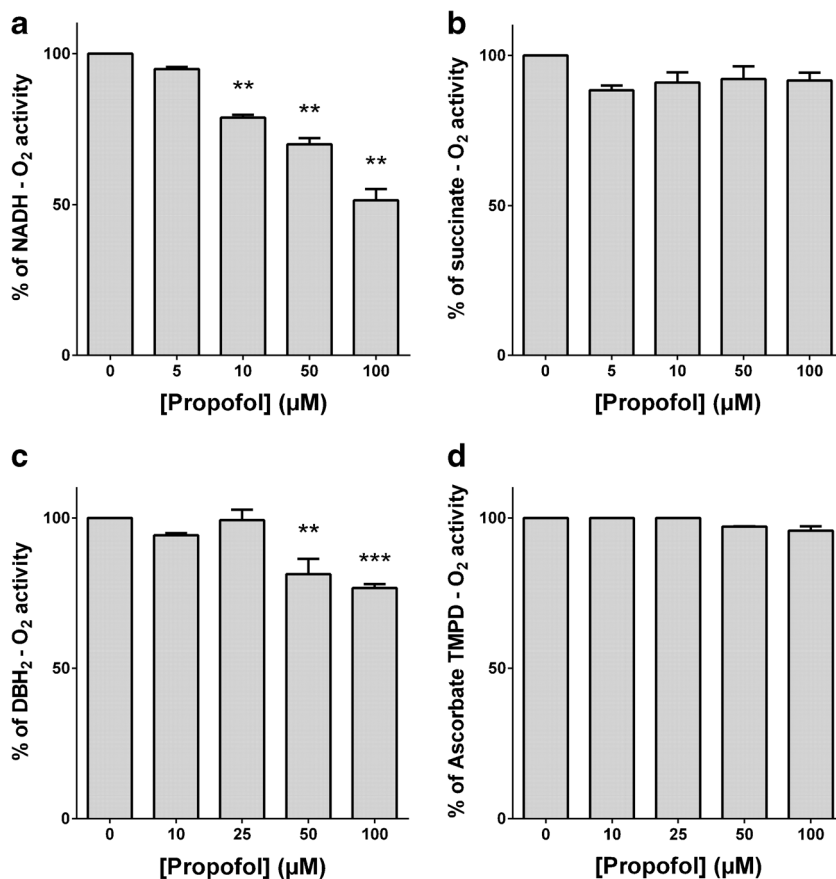 a
% of NADH - O₂ activity
100
50
0
**
**
**
0 5 10 50 100
[Propofol] (µM)
b
% of succinate - O₂ activity
100
50
0
0 5 10 50 100
[Propofol] (µM)
c
% of DBH₂ - O₂ activity
100
50
0
**
***
0 10 25 50 100
[Propofol] (µM)
d
% of Ascorbate TMPD - O₂ activity
100
50
0
0 10 25 50 100
[Propofol] (µM)